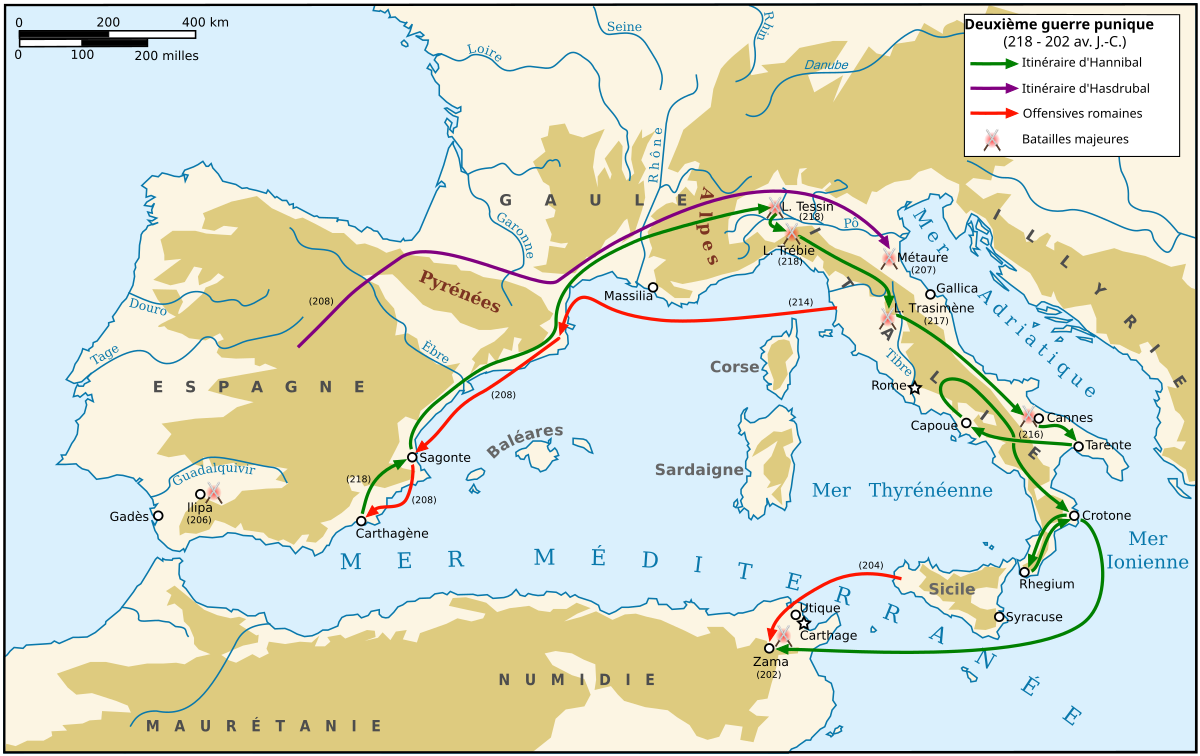 0 200 400 km
0 100 200 milles
Deuxième guerre punique
(218 - 202 av. J.-C.)
Itinéraire d'Hannibal
Itinéraire d'Hasdrubal
Offensives romaines
Batailles majeures
Seine
Rhin
Loire
Danube
Rhône
GAULE
Alpes
L. Tessin
(218)
Pô
L. Trébie
(218)
Mer Adriatique
ILLYRIE
Garonne
Métaure
(207)
Pyrénées
Massilia
Gallica
L. Trasimène
(217)
(208)
(214)
Douro
ITALIE
Tage
Èbre
Tibre
Corse
Rome
ESPAGNE
(208)
Cannes
(216)
Capoue
Tarente
Baléares
Sagonte
Sardaigne
Guadalquivir
(218)
(208)
Mer Thyrénéenne
Ilipa
(206)
Gadès
Carthagène
Crotone
Mer
Ionienne
MER MÉDITERRANÉE
(204)
Rhegium
Sicile
Utique
Carthage
Syracuse
Zama
(202)
NUMIDIE
MAURÉTANIE